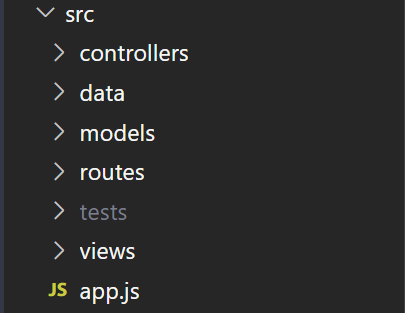 src
controllers
data
models
routes
tests
views
JS app.js